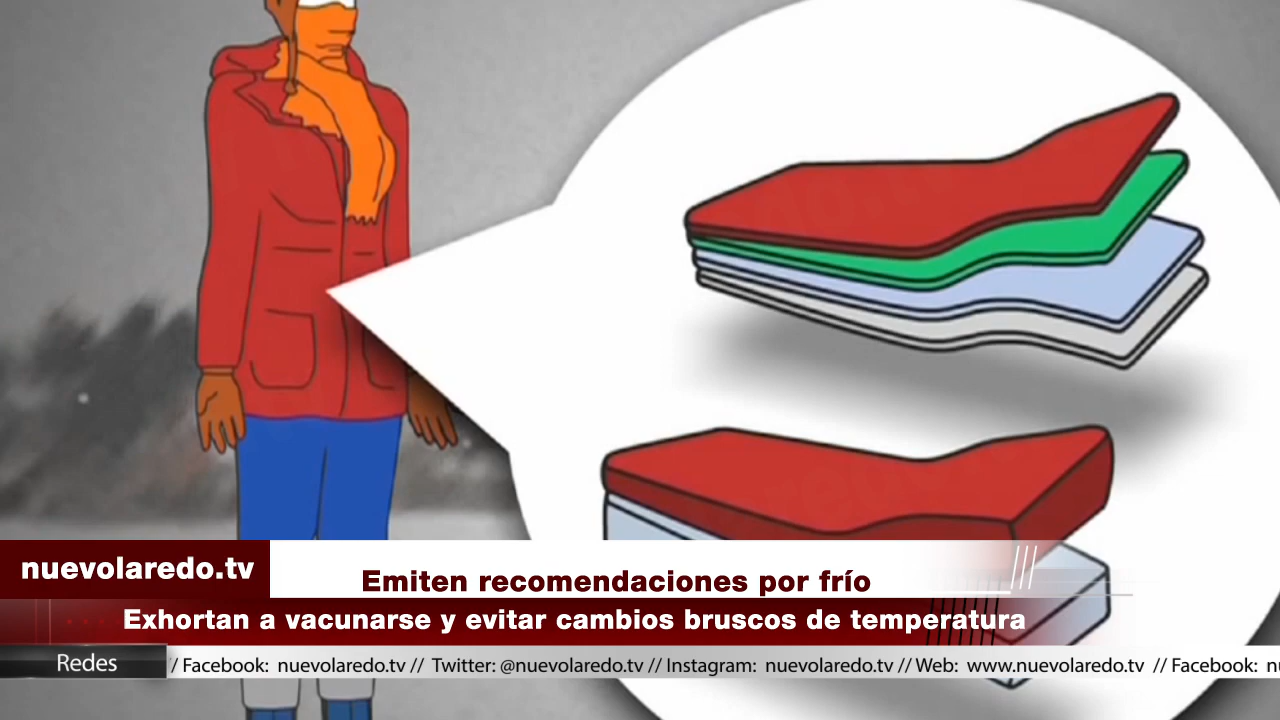 nuevolaredo.tv
Emiten recomendaciones por frío
Exhortan a vacunarse y evitar cambios bruscos de temperatura
Redes
/ Facebook: nuevolaredo.tv // Twitter: @nuevolaredo.tv // Instagram: nuevolaredo.tv // Web: www.nuevolaredo.tv // Facebook: nu